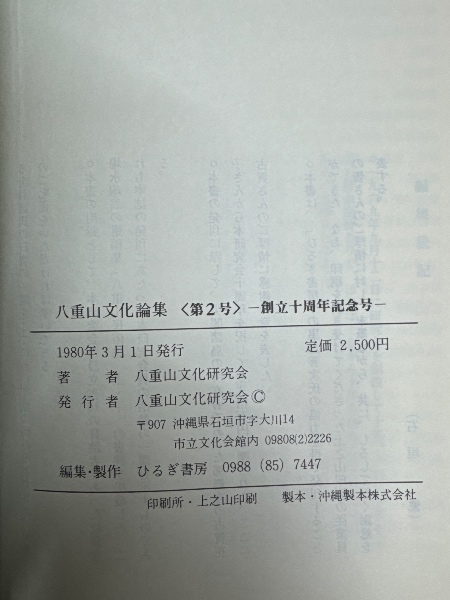 八重山文化論集 〈第2号〉 −創立十周年記念号−
1980年3月1日発行 定価 2,500円
著者 八重山文化研究会
発行者 八重山文化研究会©
〒907 沖縄県石垣市字大川14
市立文化会館内 09808(2)2226
編集・製作 ひるぎ書房 0988 (85) 7447
印刷所・上之山印刷 製本・沖縄製本株式会社